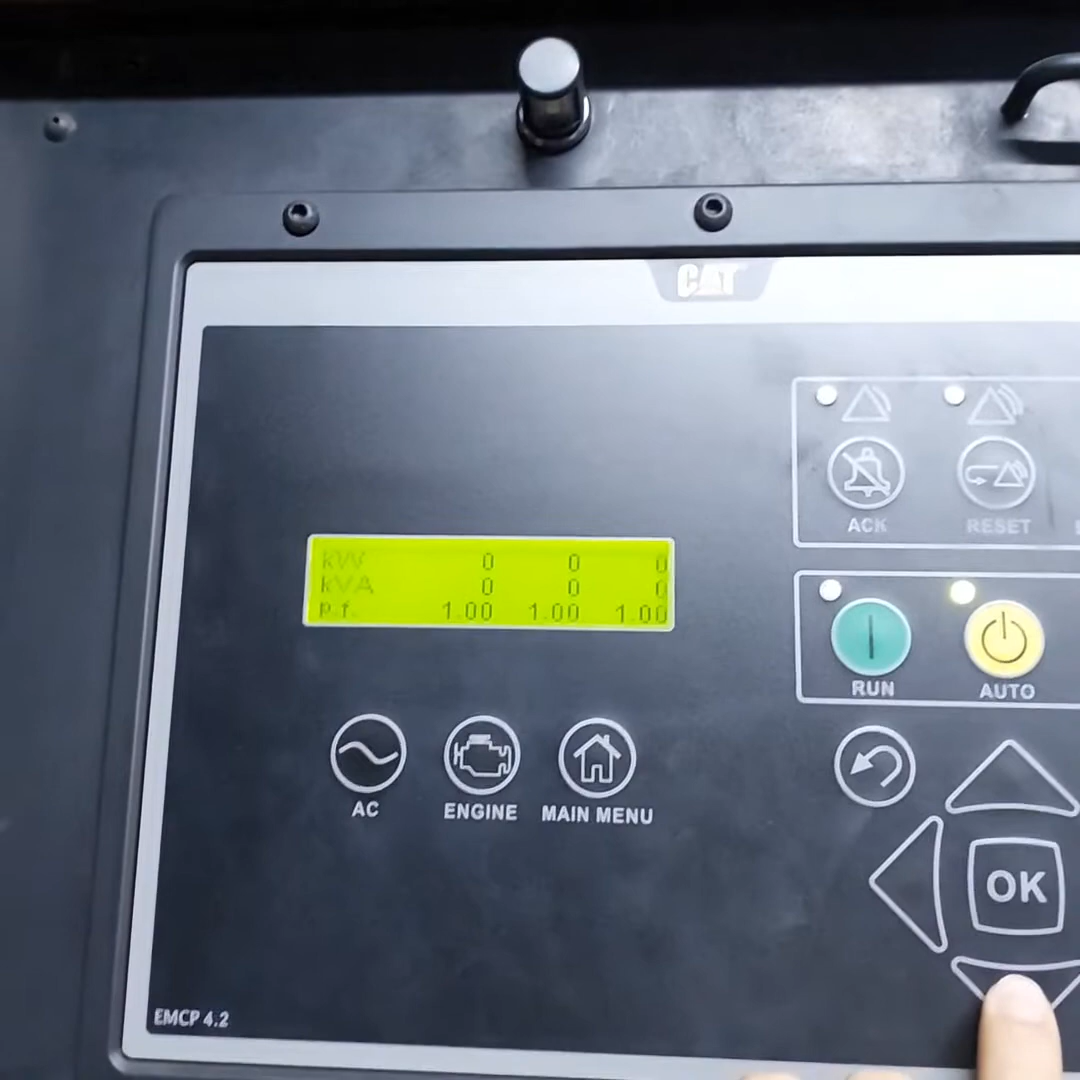 CAT
ACK RESET
kW 0 0 0
kVA 0 0 0
P.f. 1.00 1.00 1.00
RUN AUTO
AC ENGINE MAIN MENU
OK
EMCP 4.2